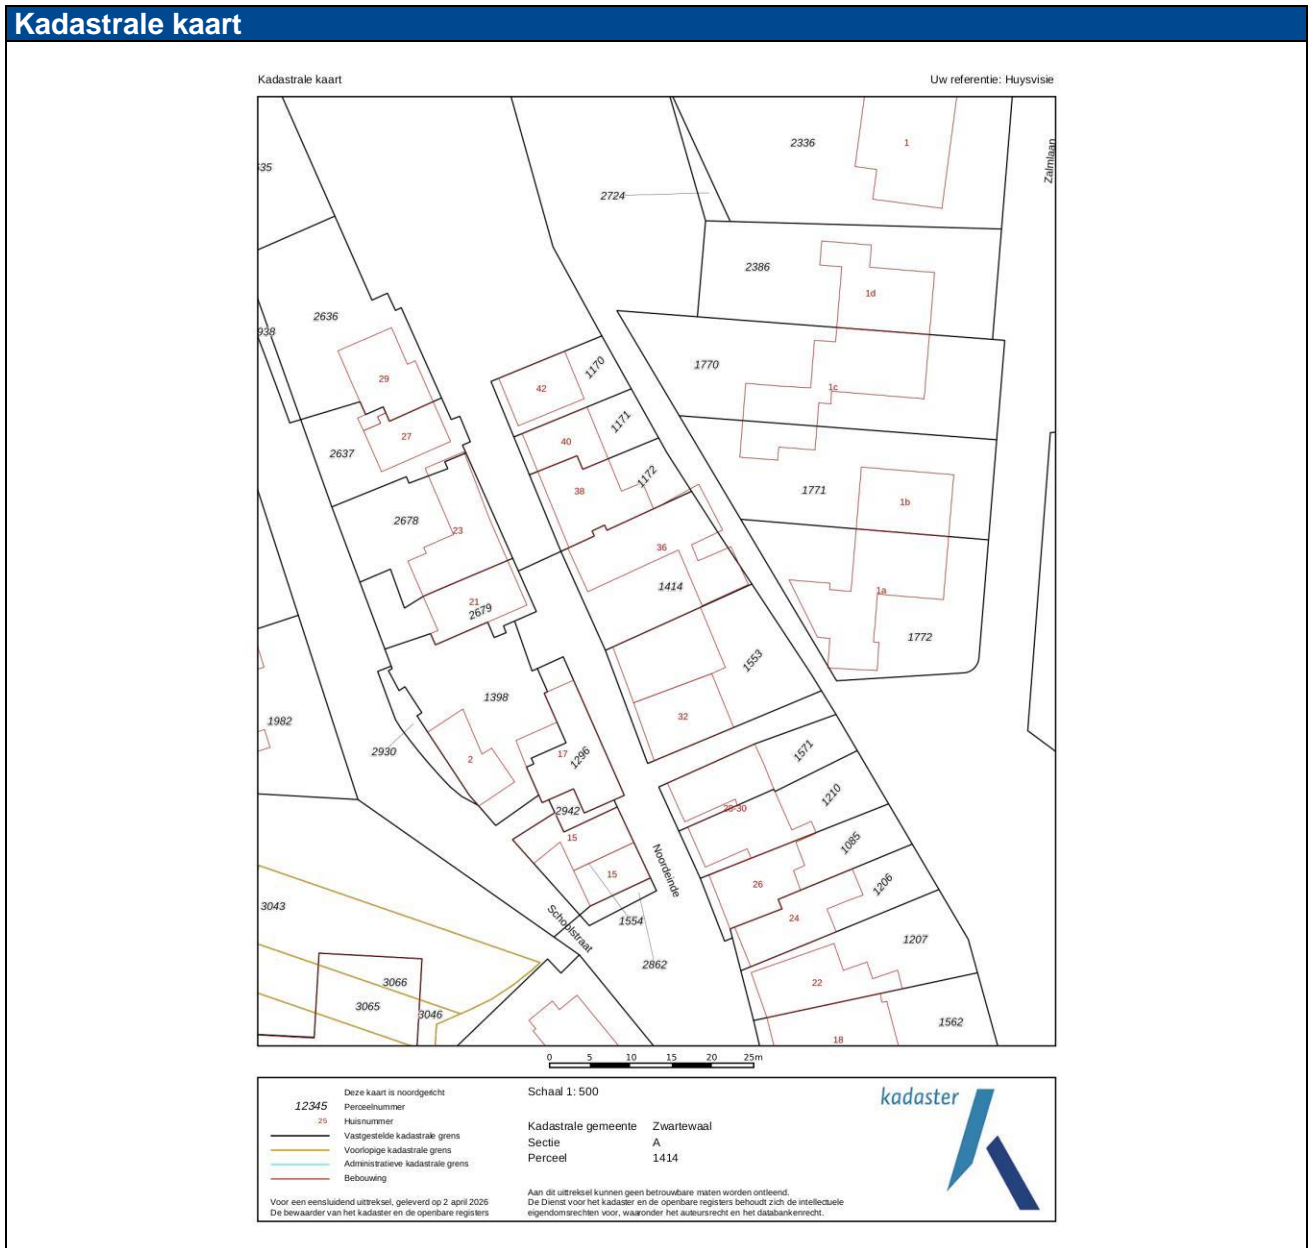 Kadastrale kaart
Kadastrale kaart
Uw referentie: Huysvisie
2336
1
Zalmlaan
35
2724
2386
1d
2636
938
1770
1c
29
42
1170
27
40
1171
2637
38
1172
1771
1b
2678
23
36
1414
1a
21
2679
1772
1553
1398
32
1982
2930
2
17
1296
1571
28-30
1210
2942
15
15
1085
Noordeinde
26
1206
24
3043
Schoolstraat
1554
2862
1207
22
3066
3065
3046
1562
18
0 5 10 15 20 25m
Deze kaart is noordgericht
12345 Perceelnummer
25 Huisnummer
Vastgestelde kadastrale grens
Voorlopige kadastrale grens
Administratieve kadastrale grens
Bebouwing
Voor een eensluidend uittreksel, geleverd op 2 april 2026
De bewaarder van het kadaster en de openbare registers
Schaal 1: 500
Kadastrale gemeente Zwartewaal
Sectie A
Perceel 1414
Aan dit uittreksel kunnen geen betrouwbare maten worden ontleend.
De Dienst voor het kadaster en de openbare registers behoudt zich de intellectuele
eigendomsrechten voor, waaronder het auteursrecht en het databankenrecht.
kadaster